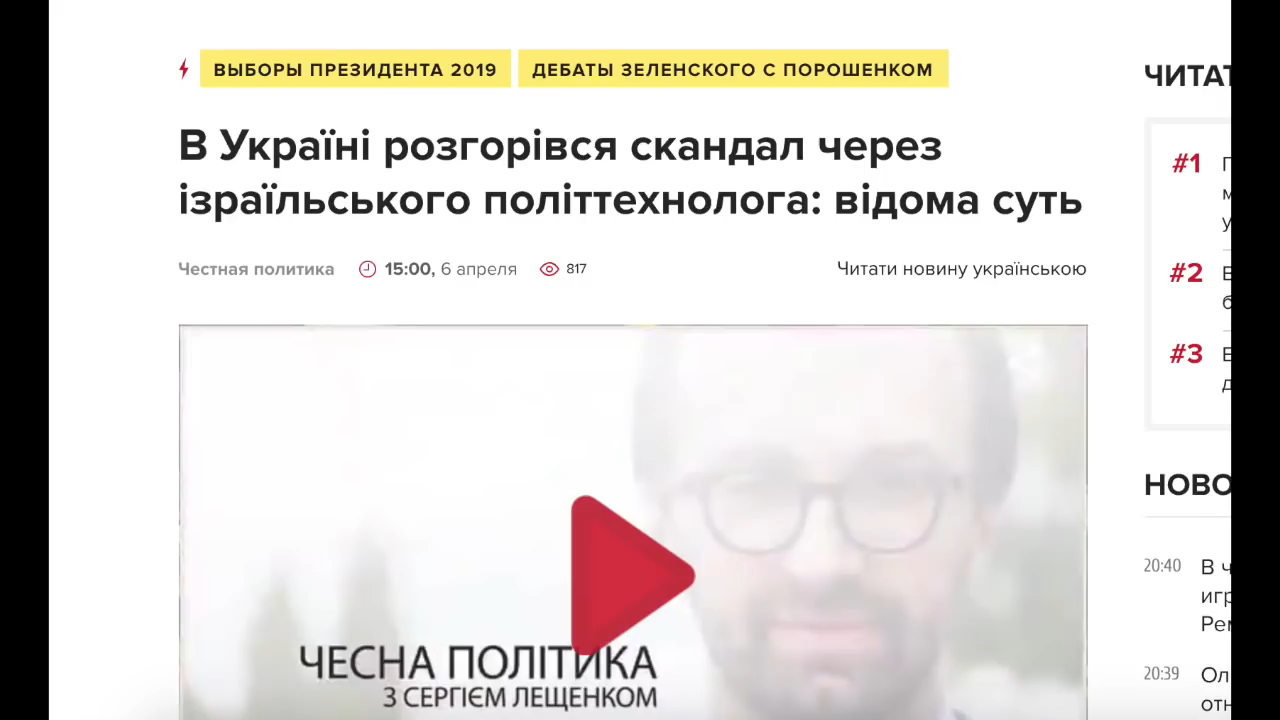 ВЫБОРЫ ПРЕЗИДЕНТА 2019
ДЕБАТЫ ЗЕЛЕНСКОГО С ПОРОШЕНКОМ
В Україні розгорівся скандал через
ізраїльського політтехнолога: відома суть
Честная политика
15:00, 6 апреля
817
Читати новину українською
ЧЕСНА ПОЛІТИКА
З СЕРГІЄМ ЛЕЩЕНКОМ
#1
#2
#3
20:40
В
20:39